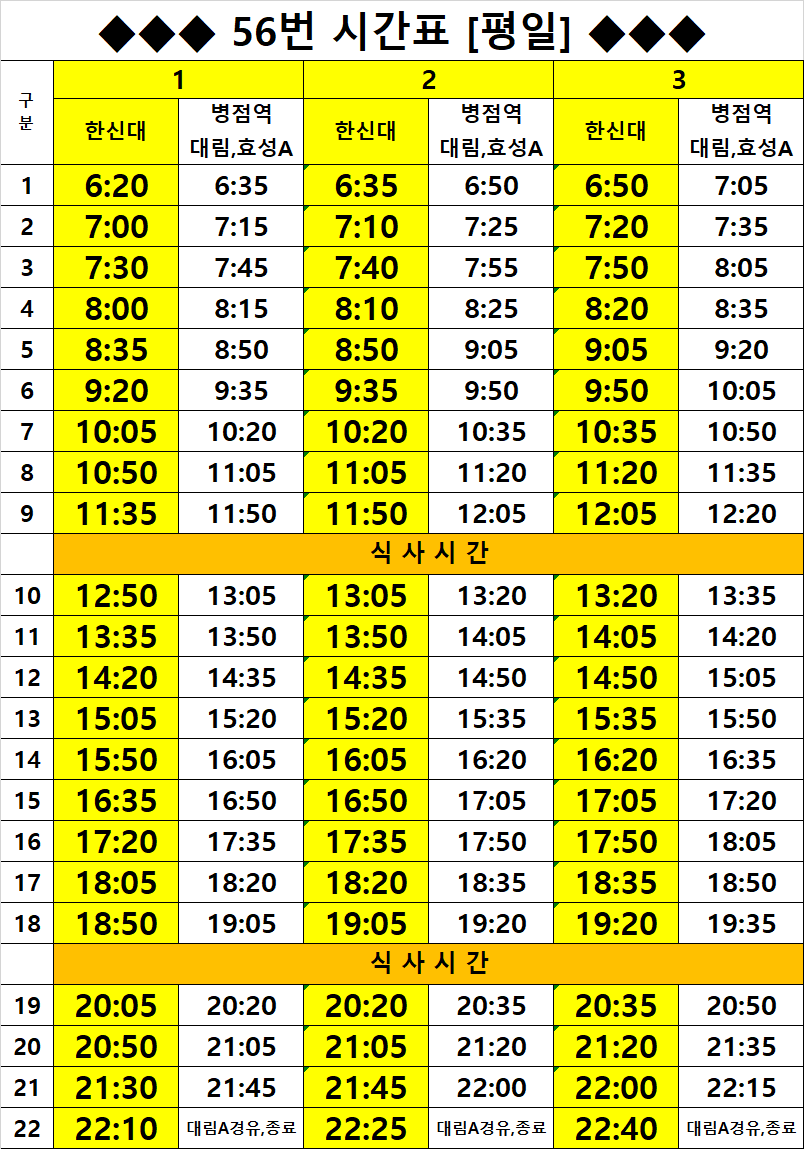 ◆◆◆ 56번 시간표 [평일] ◆◆◆
구분 1 2 3
한신대 병점역 대림,효성A 한신대 병점역 대림,효성A 한신대 병점역 대림,효성A
1 6:20 6:35 6:35 6:50 6:50 7:05
2 7:00 7:15 7:10 7:25 7:20 7:35
3 7:30 7:45 7:40 7:55 7:50 8:05
4 8:00 8:15 8:10 8:25 8:20 8:35
5 8:35 8:50 8:50 9:05 9:05 9:20
6 9:20 9:35 9:35 9:50 9:50 10:05
7 10:05 10:20 10:20 10:35 10:35 10:50
8 10:50 11:05 11:05 11:20 11:20 11:35
9 11:35 11:50 11:50 12:05 12:05 12:20
식 사 시 간
10 12:50 13:05 13:05 13:20 13:20 13:35
11 13:35 13:50 13:50 14:05 14:05 14:20
12 14:20 14:35 14:35 14:50 14:50 15:05
13 15:05 15:20 15:20 15:35 15:35 15:50
14 15:50 16:05 16:05 16:20 16:20 16:35
15 16:35 16:50 16:50 17:05 17:05 17:20
16 17:20 17:35 17:35 17:50 17:50 18:05
17 18:05 18:20 18:20 18:35 18:35 18:50
18 18:50 19:05 19:05 19:20 19:20 19:35
식 사 시 간
19 20:05 20:20 20:20 20:35 20:35 20:50
20 20:50 21:05 21:05 21:20 21:20 21:35
21 21:30 21:45 21:45 22:00 22:00 22:15
22 22:10 대림A경유,종료 22:25 대림A경유,종료 22:40 대림A경유,종료